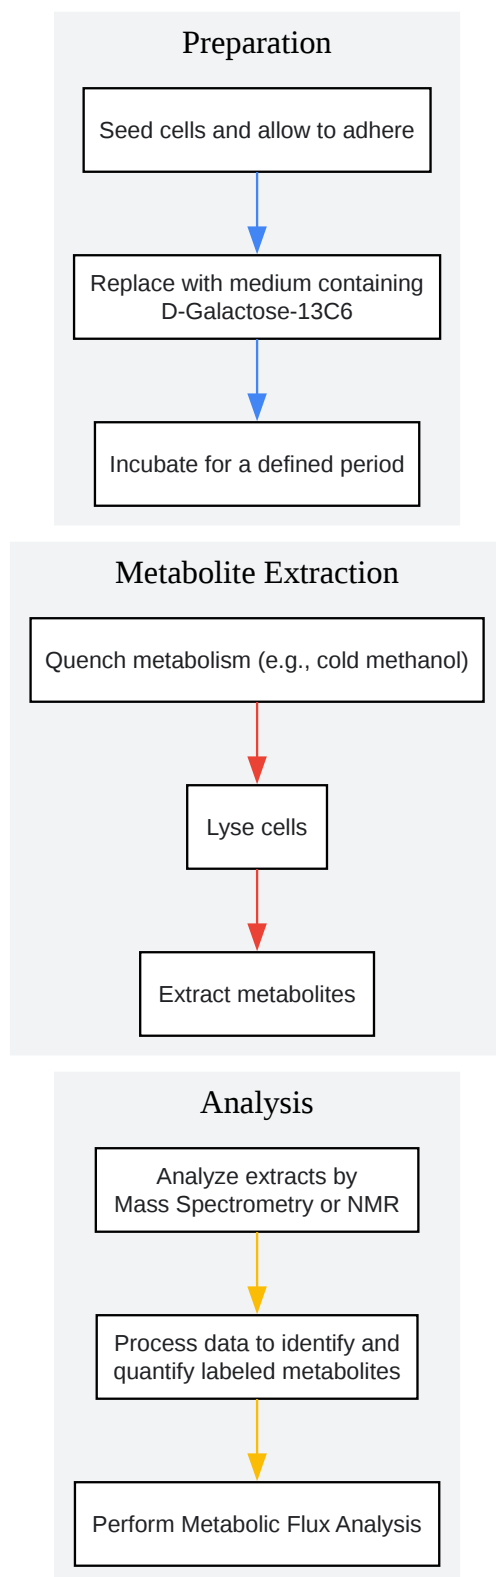 Preparation
Seed cells and allow to adhere
Replace with medium containing
D-Galactose-13C6
Incubate for a defined period
Metabolite Extraction
Quench metabolism (e.g., cold methanol)
Lyse cells
Extract metabolites
Analysis
Analyze extracts by
Mass Spectrometry or NMR
Process data to identify and
quantify labeled metabolites
Perform Metabolic Flux Analysis